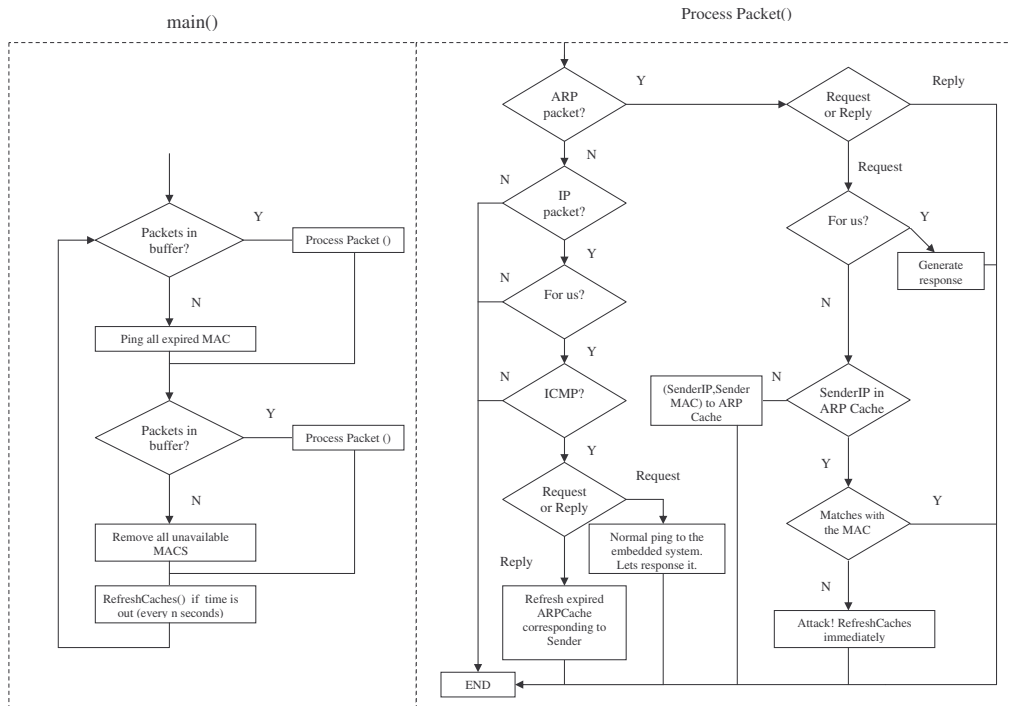 main()
Process Packet()
Packets in
buffer?
Y
Process Packet ()
N
Ping all expired MAC
Packets in
buffer?
Y
Process Packet ()
N
Remove all unavailable
MACS
RefreshCaches() if time is
out (every n seconds)
ARP
packet?
Y
N
IP
packet?
N
Y
For us?
N
Y
ICMP?
N
Y
Request
or Reply
Request
Normal ping to the
embedded system.
Lets response it.
Reply
Refresh expired
ARPCache
corresponding to
Sender
END
Request
or Reply
Reply
Request
For us?
Y
Generate
response
N
SenderIP in
ARP Cache
N
(SenderIP,Sender
MAC) to ARP
Cache
Y
Matches with
the MAC
Y
N
Attack! RefreshCaches
immediately